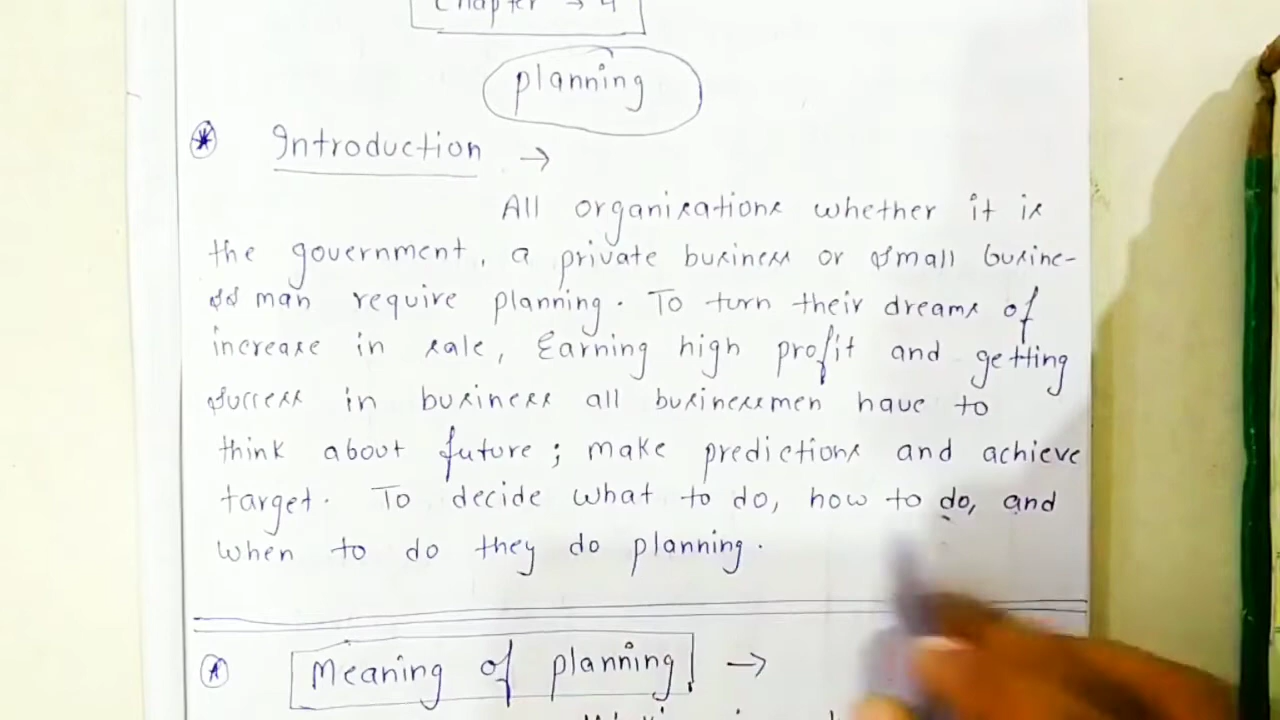 Chapter → 4
planning
Introduction →
All organisations whether it is
the government, a private business or small busine-
ss man require planning. To turn their dreams of
increase in sale, Earning high profit and getting
success in business all businessmen have to
think about future ; make predictions and achieve
target. To decide what to do, how to do, and
when to do they do planning.
Meaning of planning →